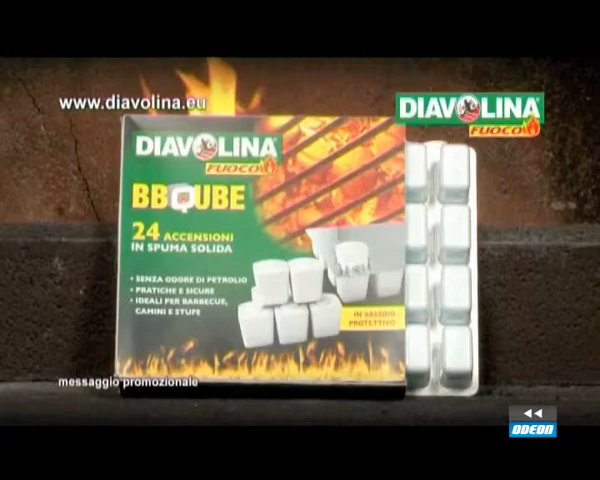 www.diavolina.eu
DIAVOLINA
FUOCO
DIAVOLINA
FUOCO
BBQUBE
24 ACCENSIONI
IN SPUMA SOLIDA
• SENZA ODORE DI PETROLIO
• PRATICHE E SICURE
• IDEALI PER BARBECUE,
CAMINI E STUFE
IN VASSOIO
PROTETTIVO
messaggio promozionale
ODEON